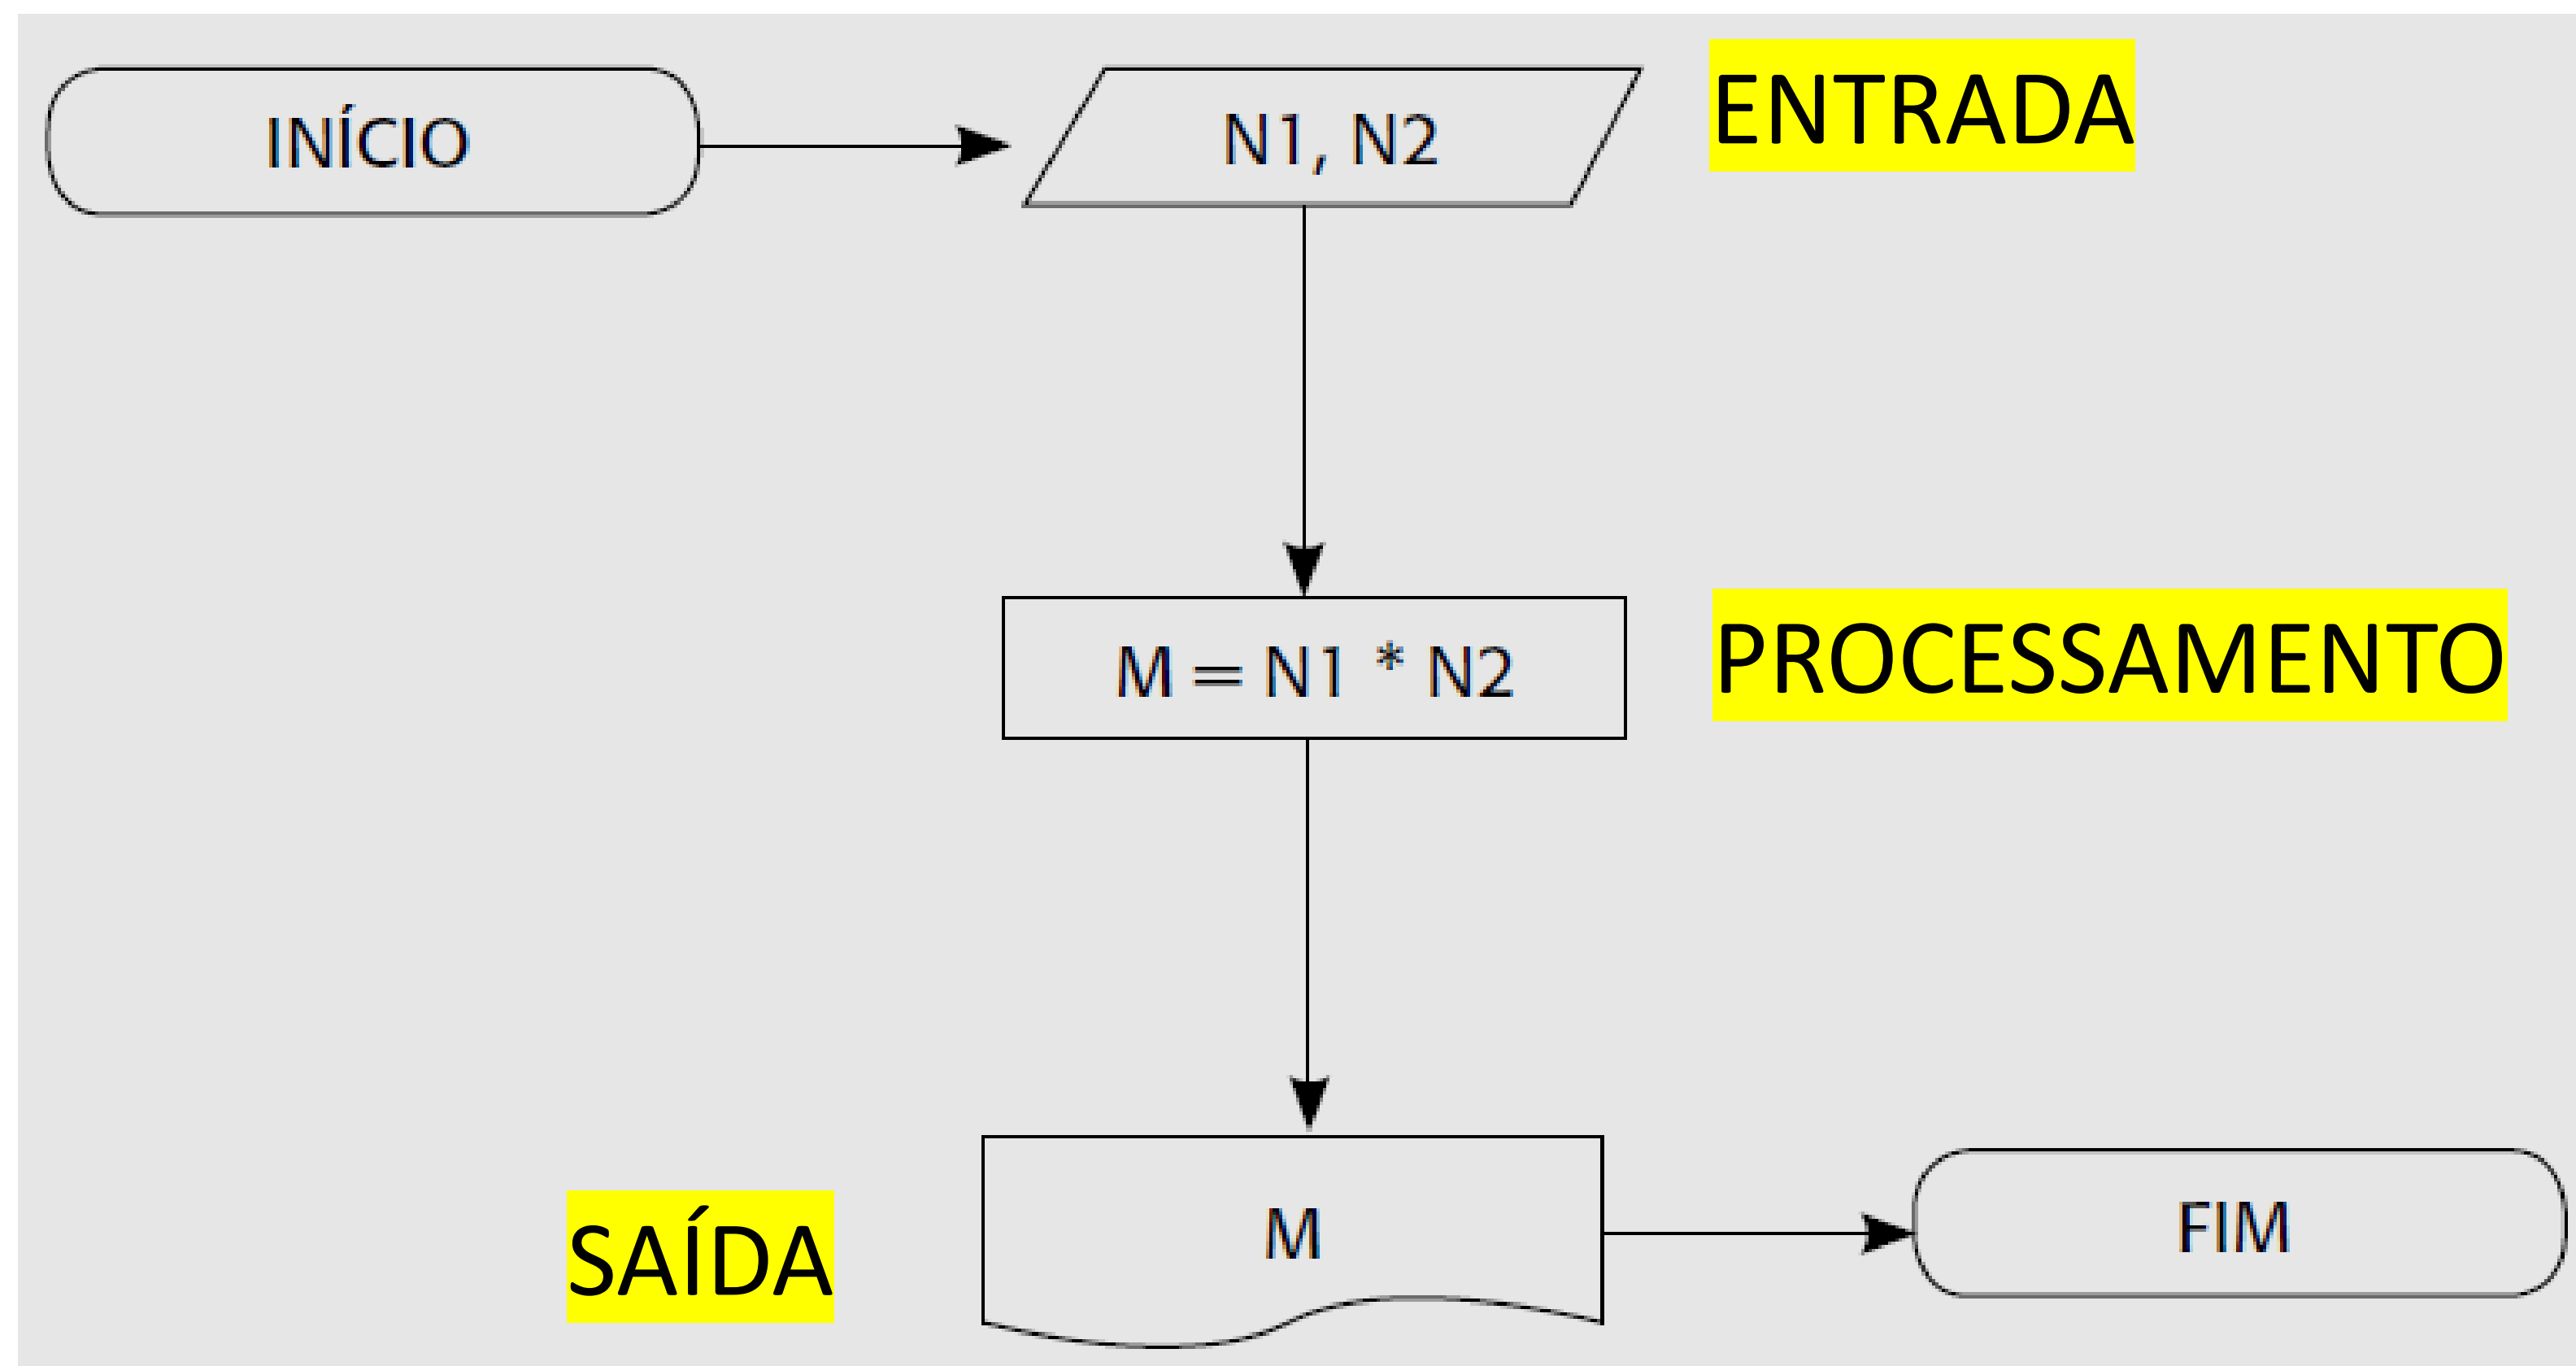 INÍCIO
N1, N2
ENTRADA
M = N1 * N2
PROCESSAMENTO
SAÍDA
M
FIM